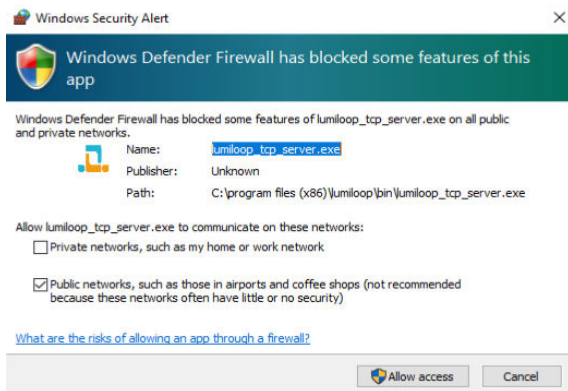 Windows Security Alert
Windows Defender Firewall has blocked some features of this
app
Windows Defender Firewall has blocked some features of lumiloop_tcp_server.exe on all public
and private networks.
Name: lumiloop_tcp_server.exe
Publisher: Unknown
Path: C:\program files (x86)\lumiloop\bin\lumiloop_tcp_server.exe
Allow lumiloop_tcp_server.exe to communicate on these networks:
Private networks, such as my home or work network
Public networks, such as those in airports and coffee shops (not recommended
because these networks often have little or no security)
What are the risks of allowing an app through a firewall?
Allow access Cancel